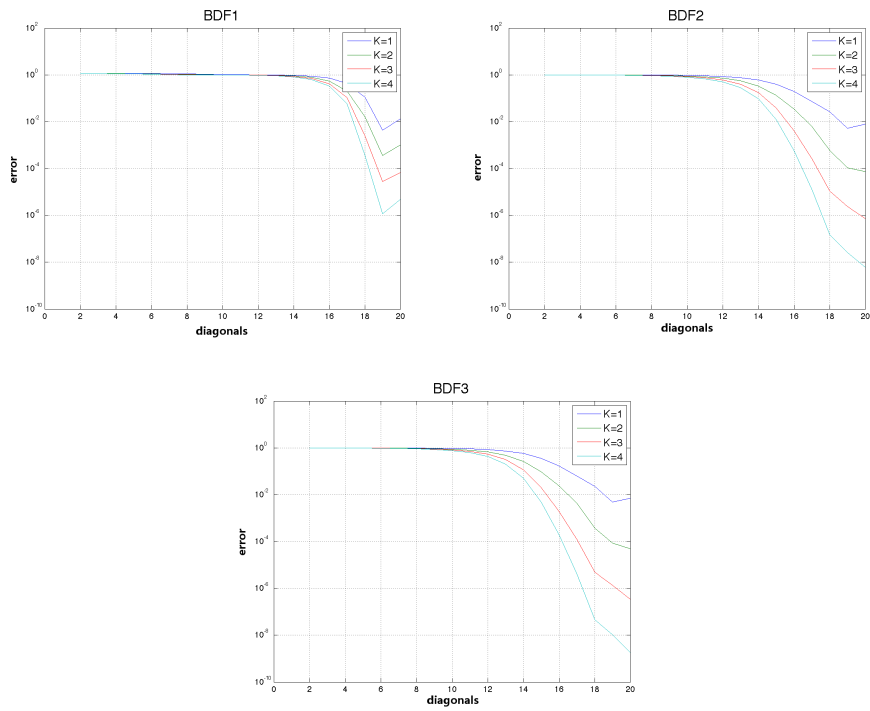 BDF1
10^2
10^0
10^-2
10^-4
10^-6
10^-8
10^-10
error
K=1
K=2
K=3
K=4
0 2 4 6 8 10 12 14 16 18 20
diagonals
BDF2
10^2
10^0
10^-2
10^-4
10^-6
10^-8
10^-10
error
K=1
K=2
K=3
K=4
0 2 4 6 8 10 12 14 16 18 20
diagonals
BDF3
10^2
10^0
10^-2
10^-4
10^-6
10^-8
10^-10
error
K=1
K=2
K=3
K=4
0 2 4 6 8 10 12 14 16 18 20
diagonals